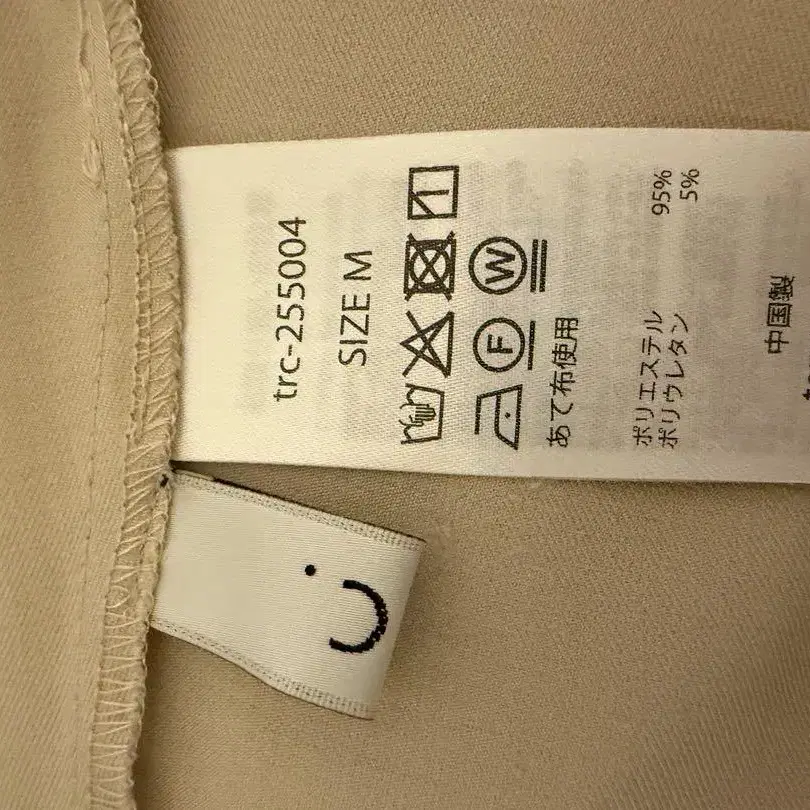 trc-255004
SIZE M
F
W
あて布使用
ポリエステル 95%
ポリウレタン 5%
中国製